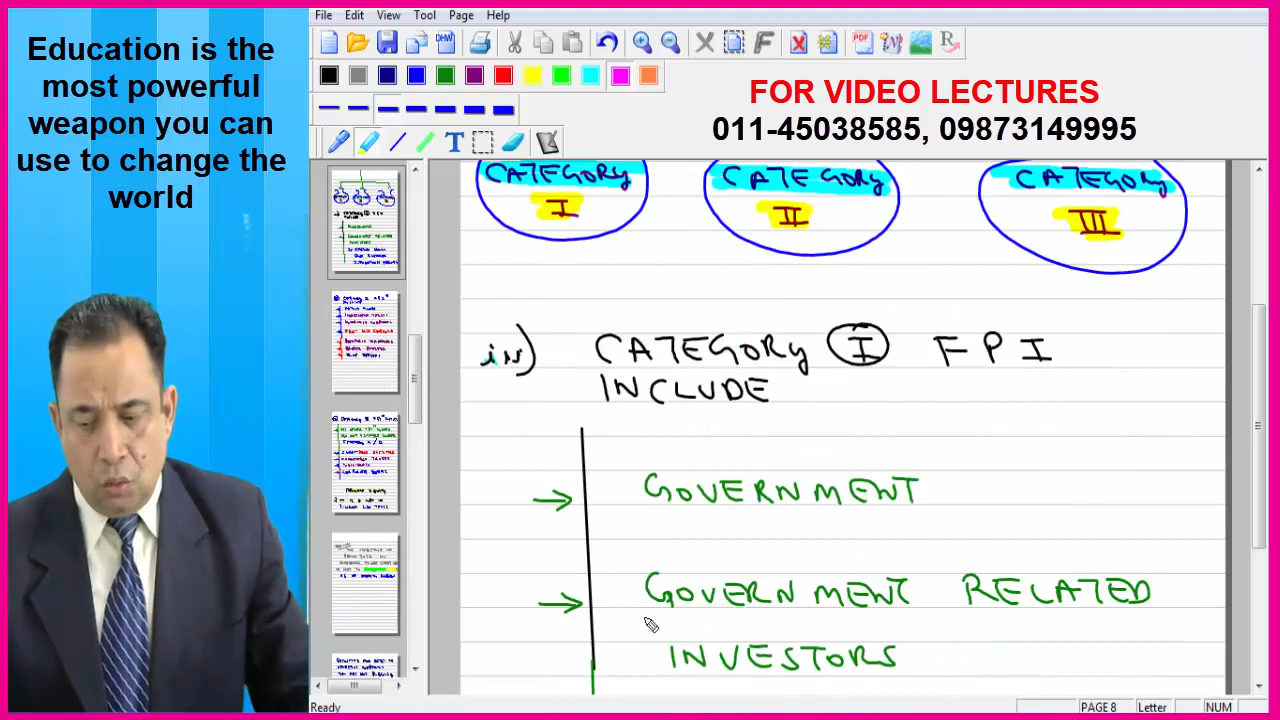 Education is the
most powerful
weapon you can
use to change the
world
File Edit View Tool Page Help
FOR VIDEO LECTURES
011-45038585, 09873149995
CATEGORY I
CATEGORY II
CATEGORY III
iv) CATEGORY I FPI
INCLUDE
→ GOVERNMENT
→ GOVERNMENT RELATED
INVESTORS
Ready PAGE 8 Letter NUM